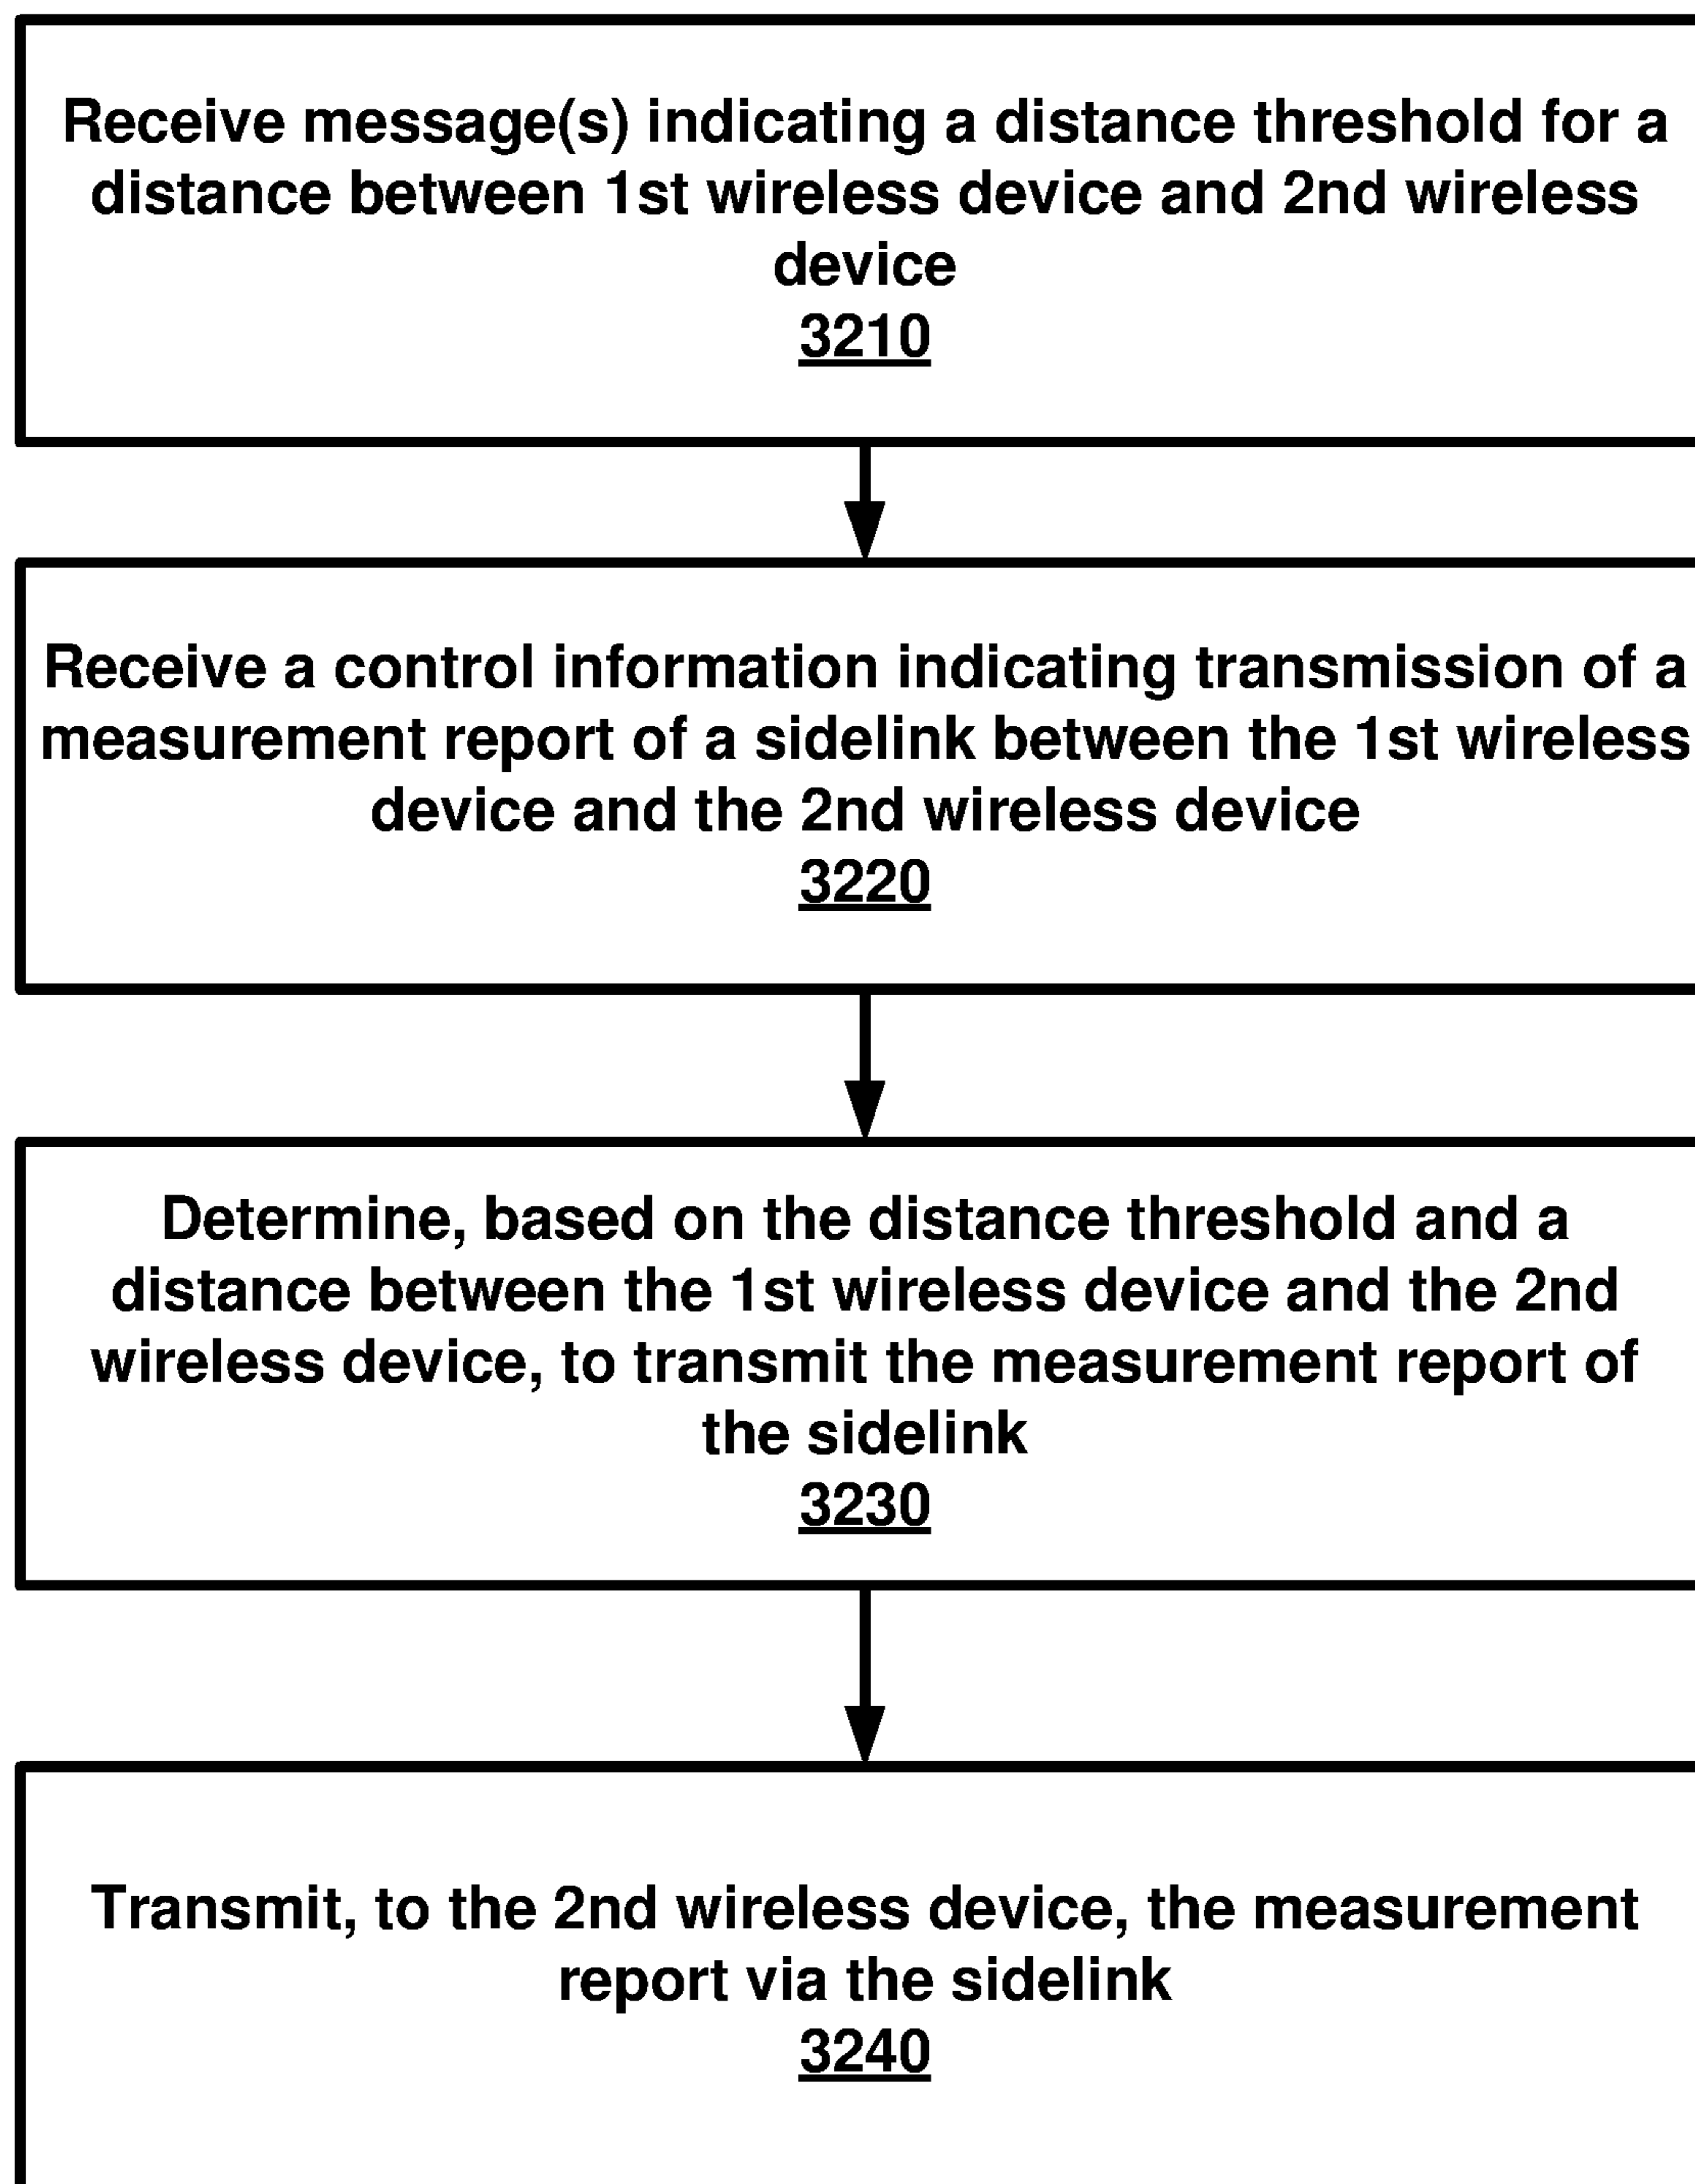 Receive message(s) indicating a distance threshold for a
distance between 1st wireless device and 2nd wireless
device
3210
Receive a control information indicating transmission of a
measurement report of a sidelink between the 1st wireless
device and the 2nd wireless device
3220
Determine, based on the distance threshold and a
distance between the 1st wireless device and the 2nd
wireless device, to transmit the measurement report of
the sidelink
3230
Transmit, to the 2nd wireless device, the measurement
report via the sidelink
3240